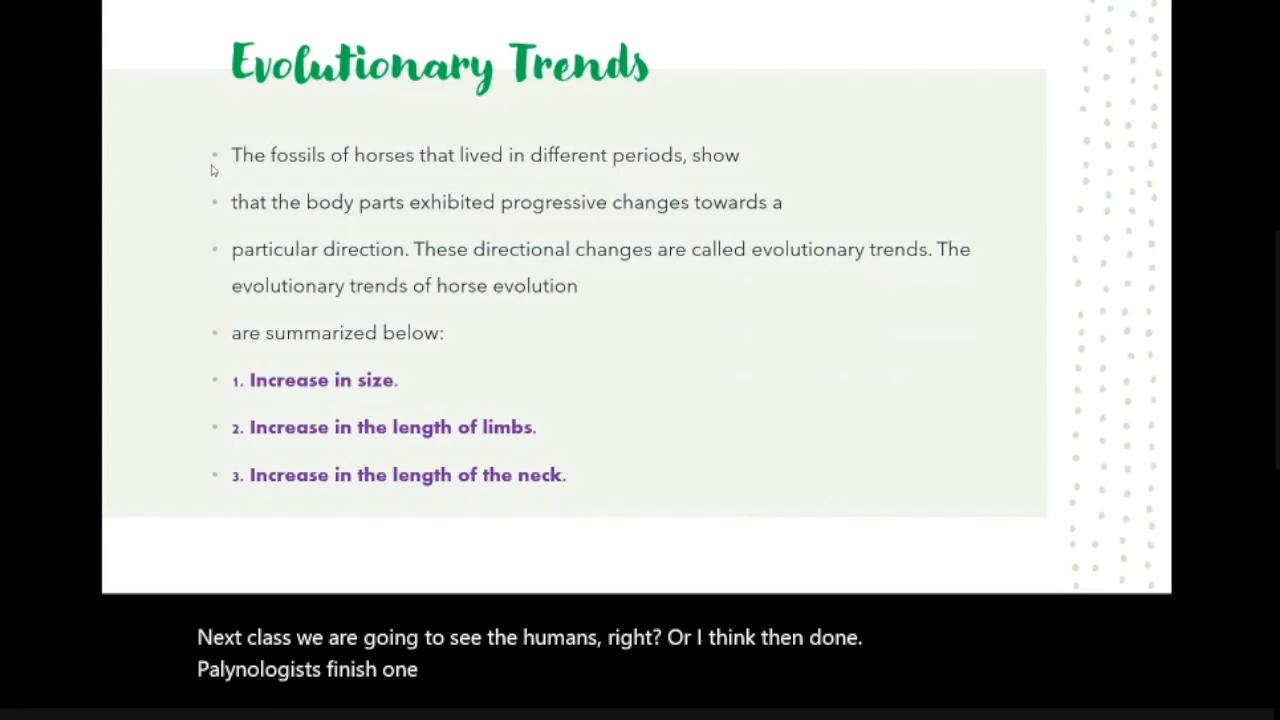 Evolutionary Trends
The fossils of horses that lived in different periods, show
that the body parts exhibited progressive changes towards a
particular direction. These directional changes are called evolutionary trends. The
evolutionary trends of horse evolution
are summarized below:
1. Increase in size.
2. Increase in the length of limbs.
3. Increase in the length of the neck.
Next class we are going to see the humans, right? Or I think then done.
Palynologists finish one